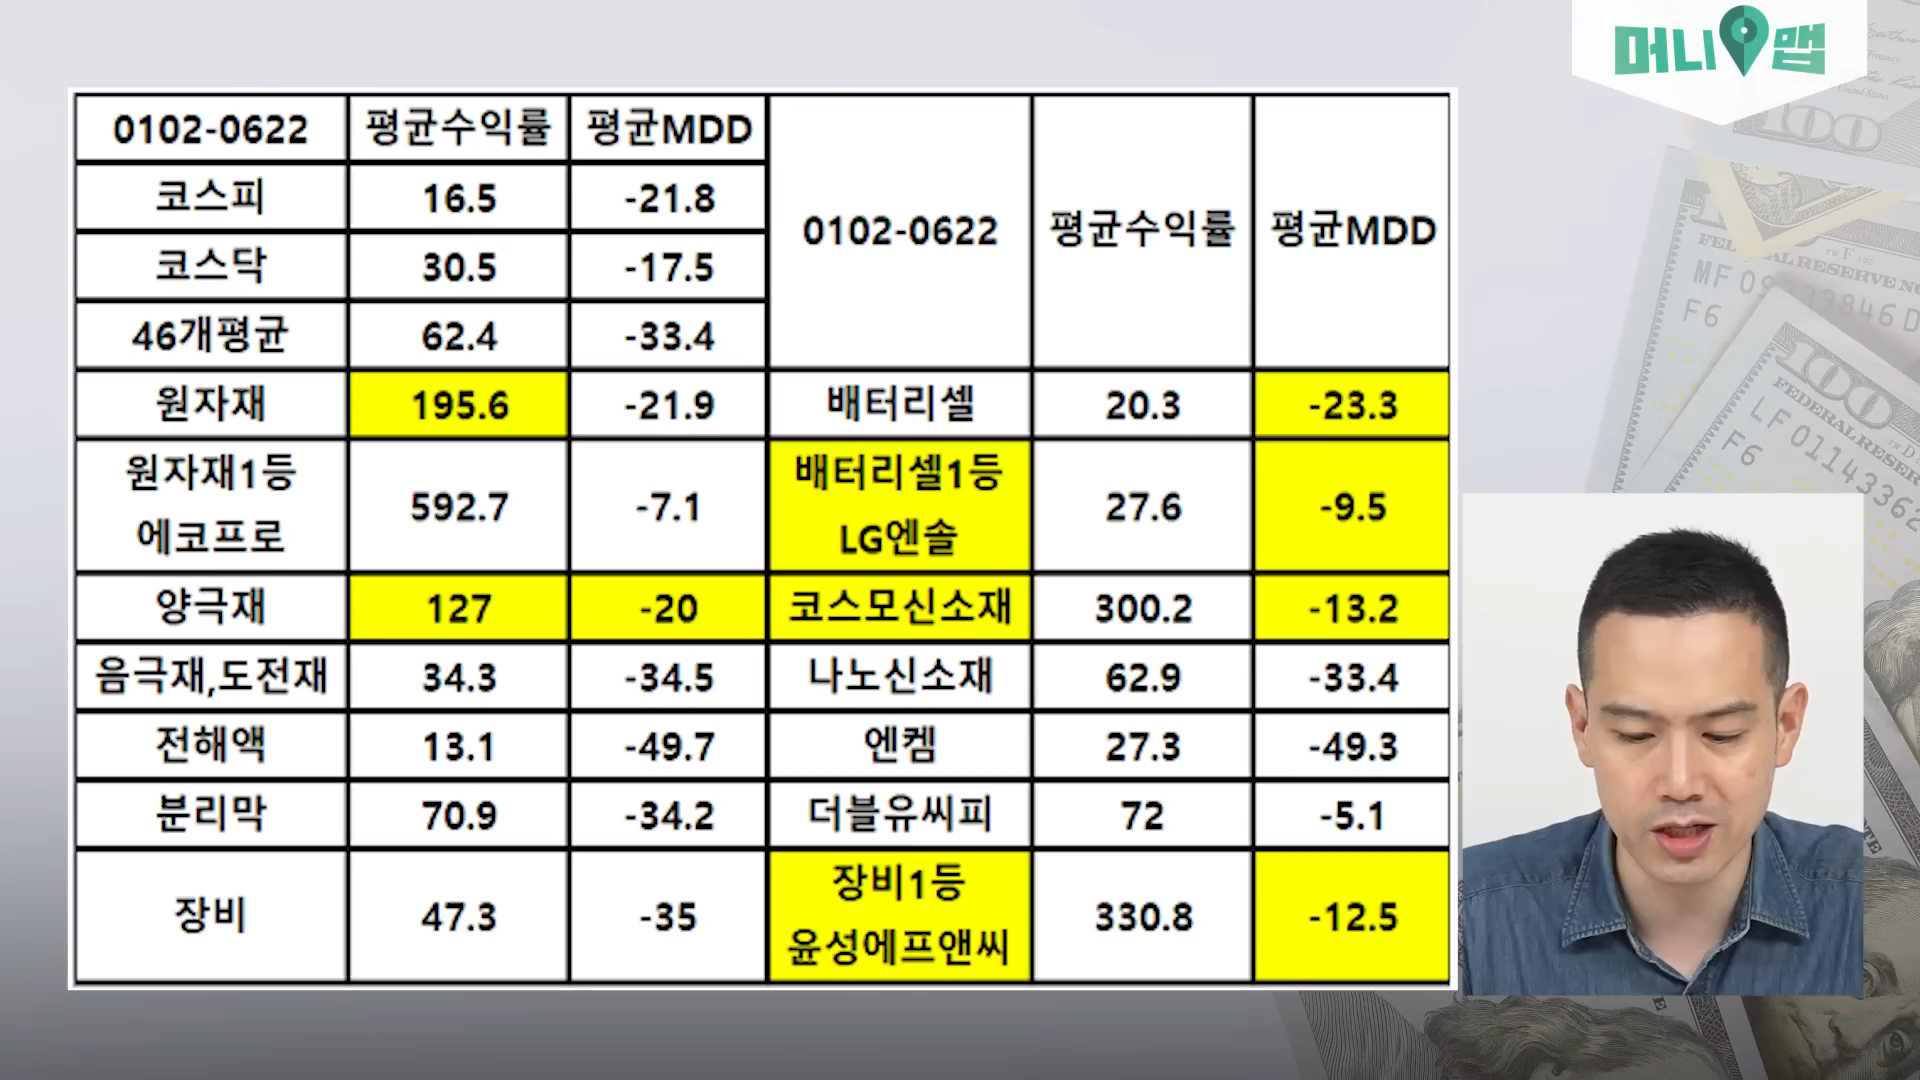 머니맵
0102-0622 평균수익률 평균MDD
코스피 16.5 -21.8
코스닥 30.5 -17.5
46개평균 62.4 -33.4
0102-0622 평균수익률 평균MDD
원자재 195.6 -21.9 배터리셀 20.3 -23.3
원자재1등
에코프로 592.7 -7.1
배터리셀1등
LG엔솔 27.6 -9.5
양극재 127 -20 코스모신소재 300.2 -13.2
음극재,도전재 34.3 -34.5 나노신소재 62.9 -33.4
전해액 13.1 -49.7 엔켐 27.3 -49.3
분리막 70.9 -34.2 더블유씨피 72 -5.1
장비 47.3 -35
장비1등
윤성에프앤씨 330.8 -12.5
100
F6
100
FEDERAL RESERVE
LF 01143362
F6